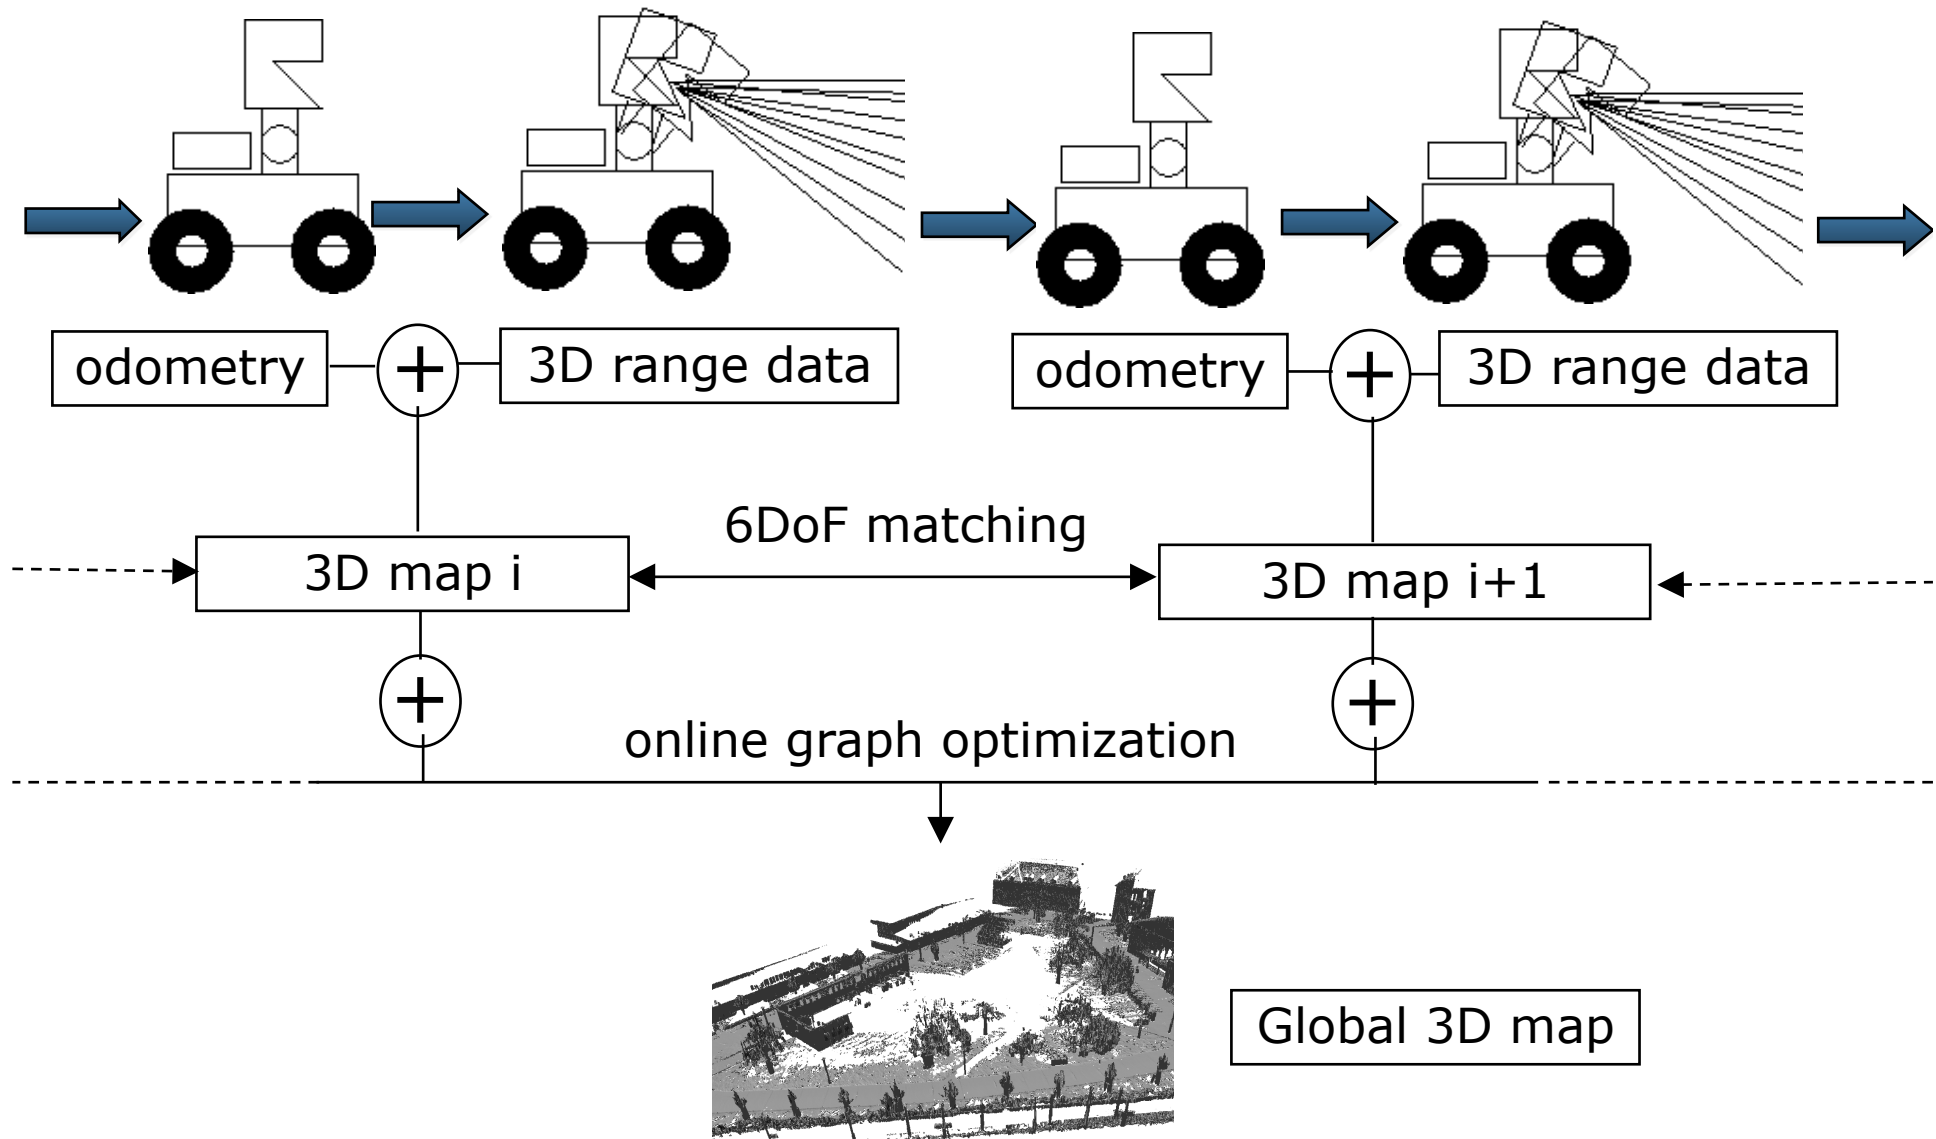 odometry
+
3D range data
odometry
+
3D range data
6DoF matching
3D map i
3D map i+1
+
+
online graph optimization
Global 3D map